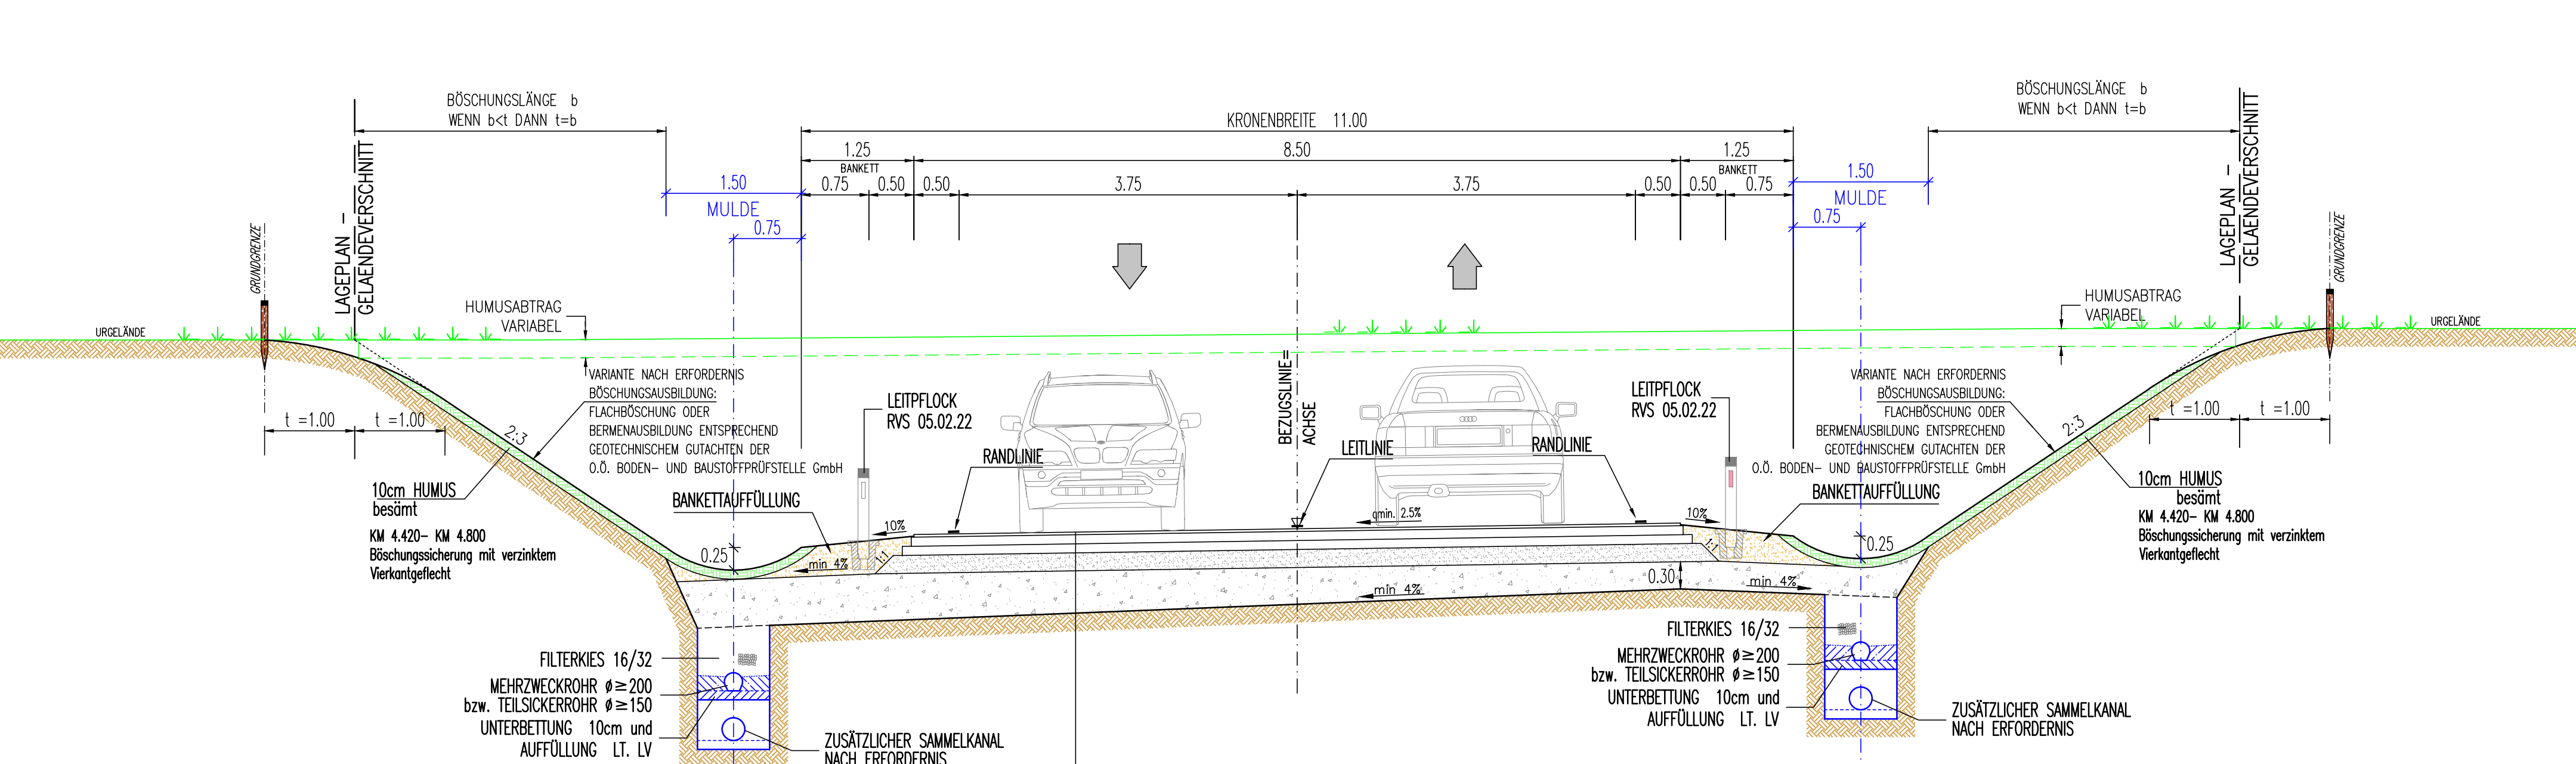 BÖSCHUNGSLÄNGE b
WENN b<t DANN t=b
KRONENBREITE 11.00
BÖSCHUNGSLÄNGE b
WENN b<t DANN t=b
1.25
BANKETT
8.50
1.25
BANKETT
1.50
MULDE
0.75
0.75
0.50
0.50
3.75
3.75
0.50
0.50
0.75
1.50
MULDE
0.75
GRUNDGRENZE
LAGEPLAN -
GELAENDEVERSCHNITT
LAGEPLAN -
GELAENDEVERSCHNITT
GRUNDGRENZE
URGELÄNDE
HUMUSABTRAG
VARIABEL
HUMUSABTRAG
VARIABEL
URGELÄNDE
VARIANTE NACH ERFORDERNIS
BÖSCHUNGSAUSBILDUNG:
FLACHBÖSCHUNG ODER
BERMENAUSBILDUNG ENTSPRECHEND
GEOTECHNISCHEM GUTACHTEN DER
O.Ö. BODEN- UND BAUSTOFFPRÜFSTELLE GmbH
LEITPFLOCK
RVS 05.02.22
BEZUGSLINIE=
ACHSE
LEITPFLOCK
RVS 05.02.22
VARIANTE NACH ERFORDERNIS
BÖSCHUNGSAUSBILDUNG:
FLACHBÖSCHUNG ODER
BERMENAUSBILDUNG ENTSPRECHEND
GEOTECHNISCHEM GUTACHTEN DER
O.Ö. BODEN- UND BAUSTOFFPRÜFSTELLE GmbH
t =1.00
t =1.00
2:3
RANDLINIE
LEITLINIE
RANDLINIE
2:3
t =1.00
t =1.00
10cm HUMUS
besämt
KM 4.420- KM 4.800
Böschungssicherung mit verzinktem
Vierkantgeflecht
BANKETTAUFFÜLLUNG
10%
qmin. 2.5%
10%
BANKETTAUFFÜLLUNG
10cm HUMUS
besämt
KM 4.420- KM 4.800
Böschungssicherung mit verzinktem
Vierkantgeflecht
0.25
min 4%
1:1
1:1
0.25
0.30
min 4%
min 4%
FILTERKIES 16/32
MEHRZWECKROHR ø≥200
bzw. TEILSICKERROHR ø≥150
UNTERBETTUNG 10cm und
AUFFÜLLUNG LT. LV
ZUSÄTZLICHER SAMMELKANAL
NACH ERFORDERNIS
FILTERKIES 16/32
MEHRZWECKROHR ø≥200
bzw. TEILSICKERROHR ø≥150
UNTERBETTUNG 10cm und
AUFFÜLLUNG LT. LV
ZUSÄTZLICHER SAMMELKANAL
NACH ERFORDERNIS